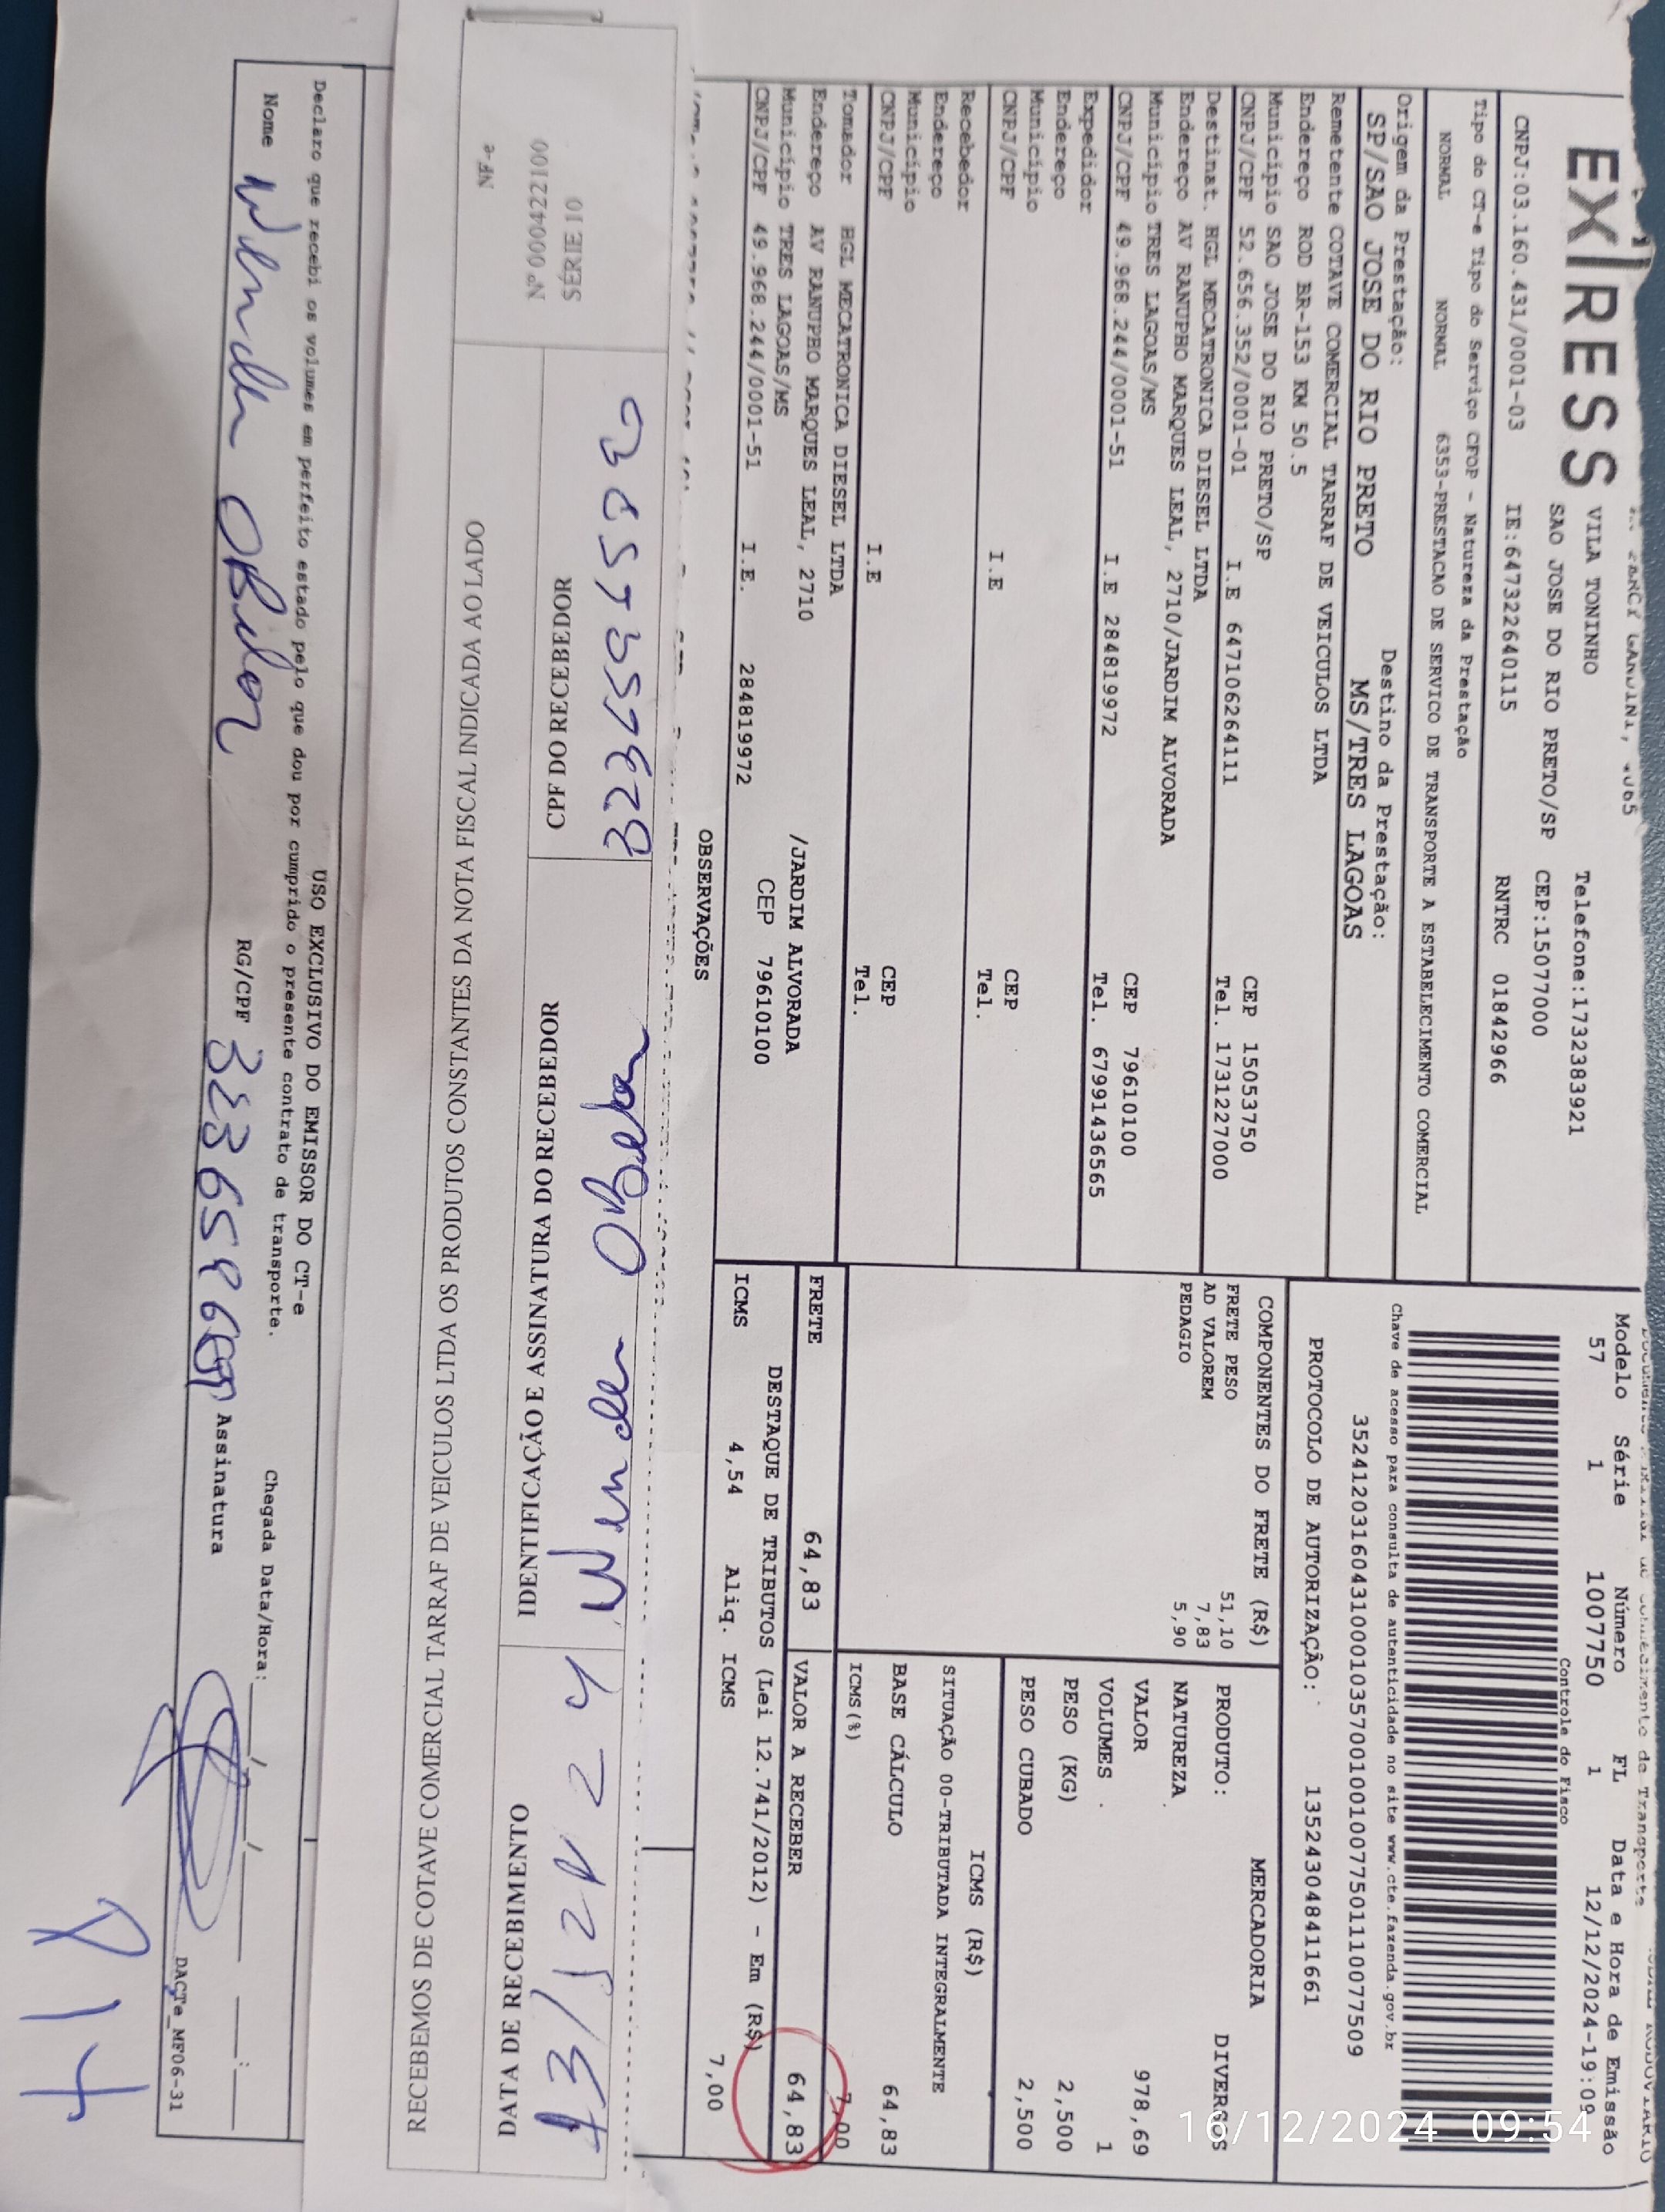 EXPRESS
VILA TONINHO
Telefone:1732383921
SAO JOSE DO RIO PRETO/SP CEP:15077000
CNPJ:03.160.431/0001-03 IE:647322640115 RNTRC 01842966
Modelo Série Número FL Data e Hora de Emissão
57 1 1007750 1 12/12/2024-19:09
Controle do Fisco
Chave de acesso para consulta de autenticidade no site www.cte.fazenda.gov.br
35241203160431000103570010010077501110077509
PROTOCOLO DE AUTORIZAÇÃO: 135243048411661
Tipo do CT-e Tipo do Serviço CFOP - Natureza da Prestação
NORMAL NORMAL 6353-PRESTACAO DE SERVICO DE TRANSPORTE A ESTABELECIMENTO COMERCIAL
Origem da Prestação: Destino da Prestação:
SP/SAO JOSE DO RIO PRETO MS/TRES LAGOAS
Remetente COTAVE COMERCIAL TARRAF DE VEICULOS LTDA
Endereço ROD BR-153 KM 50.5
Município SAO JOSE DO RIO PRETO/SP CEP 15053750
CNPJ/CPF 52.656.352/0001-01 I.E 647106264111 Tel. 1731227000
Destinat. HGL MECATRONICA DIESEL LTDA
Endereço AV RANUPHO MARQUES LEAL, 2710/JARDIM ALVORADA
Município TRES LAGOAS/MS CEP 79610100
CNPJ/CPF 49.968.244/0001-51 I.E 284819972 Tel. 67991436565
Expedidor
Endereço
Município CEP
CNPJ/CPF I.E Tel.
Recebedor
Endereço
Município CEP
CNPJ/CPF I.E Tel.
Tomador HGL MECATRONICA DIESEL LTDA
Endereço AV RANUPHO MARQUES LEAL, 2710 /JARDIM ALVORADA
Município TRES LAGOAS/MS CEP 79610100
CNPJ/CPF 49.968.244/0001-51 I.E. 284819972
COMPONENTES DO FRETE (R$)
FRETE PESO 51,10
AD VALOREM 7,83
PEDAGIO 5,90
MERCADORIA
PRODUTO: DIVERSOS
NATUREZA
VALOR 978,69
VOLUMES 1
PESO (KG) 2,500
PESO CUBADO 2,500
ICMS (R$)
SITUAÇÃO 00-TRIBUTADA INTEGRALMENTE
BASE CÁLCULO 64,83
ICMS(%) 7,00
FRETE 64,83 VALOR A RECEBER 64,83
DESTAQUE DE TRIBUTOS (Lei 12.741/2012) - Em (R$)
ICMS 4,54 Aliq. ICMS 7,00
OBSERVAÇÕES
NF-e
Nº 000422100
SÉRIE 10
CPF DO RECEBEDOR
IDENTIFICAÇÃO E ASSINATURA DO RECEBEDOR
DATA DE RECEBIMENTO
13/12/24
RECEBEMOS DE COTAVE COMERCIAL TARRAF DE VEICULOS LTDA OS PRODUTOS CONSTANTES DA NOTA FISCAL INDICADA AO LADO
USO EXCLUSIVO DO EMISSOR DO CT-e
Declaro que recebi os volumes em perfeito estado pelo que dou por cumprido o presente contrato de transporte.
Chegada Data/Hora: / / :
Nome RG/CPF Assinatura
DACTe_MF06-31
16/12/2024 09:54